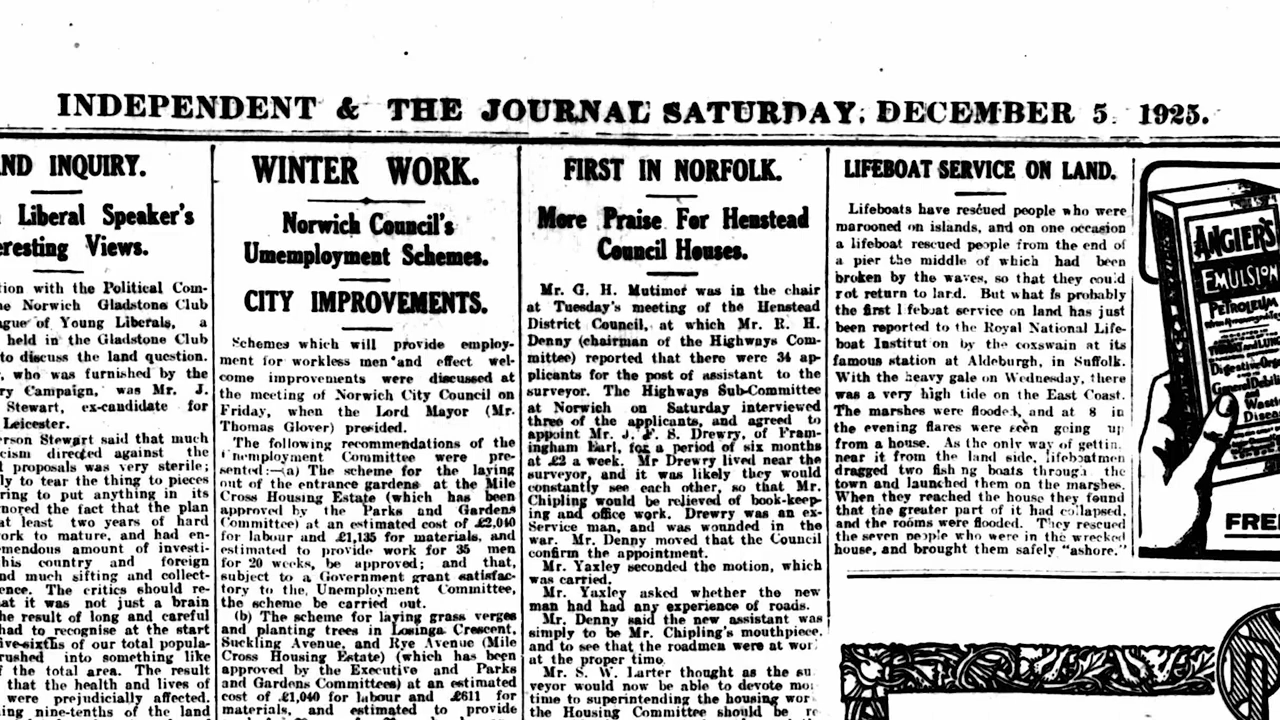 INDEPENDENT & THE JOURNAL SATURDAY, DECEMBER 5, 1925.
ND INQUIRY.
Liberal Speaker's
eresting Views.
tion with the Political Com-
he Norwich Gladstone Club
ague of Young Liberals, a
held in the Gladstone Club
to discuss the land question.
, who was furnished by the
ry Campaign, was Mr. J.
Stewart, ex-candidate for
Leicester.
erson Stewart said that much
cism directed against the
t proposals was very sterile;
ly to tear the thing to pieces
ring to put anything in its
nored the fact that the plan
at least two years of hard
ork to mature, and had en-
mendous amount of investi-
his country and foreign
nd much sifting and collect-
ence. The critics should re-
at it was not just a brain
he result of long and careful
had to recognise at the start
ive-sixths of our total popula-
rushed into something like
f the total area. The result
that the health and lives of
were prejudicially affected.
ning nine-tenths of the land
WINTER WORK.
Norwich Council's
Umemployment Schemes.
CITY IMPROVEMENTS.
Schemes which will provide employ-
ment for workless men and effect wel-
come improvements were discussed at
the meeting of Norwich City Council on
Friday, when the Lord Mayor (Mr.
Thomas Glover) presided.
The following recommendations of the
Unemployment Committee were pre-
sented:—(a) The scheme for the laying
out of the entrance gardens at the Mile
Cross Housing Estate (which has been
approved by the Parks and Gardens
Committee) at an estimated cost of £2,040
for labour and £1,135 for materials, and
estimated to provide work for 35 men
for 20 weeks, be approved; and that,
subject to a Government grant satisfac-
tory to the Unemployment Committee,
the scheme be carried out.
(b) The scheme for laying grass verges
and planting trees in Losinga Crescent,
Suckling Avenue, and Rye Avenue (Mile
Cross Housing Estate) (which has been
approved by the Executive and Parks
and Gardens Committees) at an estimated
cost of £1,040 for labour and £611 for
materials, and estimated to provide
FIRST IN NORFOLK.
More Praise For Henstead
Council Houses.
Mr. G. H. Mutimer was in the chair
at Tuesday's meeting of the Henstead
District Council, at which Mr. R. H.
Denny (chairman of the Highways Com-
mittee) reported that there were 34 ap-
plicants for the post of assistant to the
surveyor. The Highways Sub-Committee
at Norwich on Saturday interviewed
three of the applicants, and agreed to
appoint Mr. J. F. S. Drewry, of Fram-
ingham Earl, for a period of six months
at £2 a week. Mr Drewry lived near the
surveyor, and it was likely they would
constantly see each other, so that Mr.
Chipling would be relieved of book-keep-
ing and office work. Drewry was an ex-
Service man, and was wounded in the
war. Mr. Denny moved that the Council
confirm the appointment.
Mr. Yaxley seconded the motion, which
was carried.
Mr. Yaxley asked whether the new
man had had any experience of roads.
Mr. Denny said the new assistant was
simply to be Mr. Chipling's mouthpiece,
and to see that the roadmen were at wor
at the proper time.
Mr. S. W. Larter thought as the su
veyor would now be able to devote mo
time to superintending the housing wor
the Housing Committee should be re
LIFEBOAT SERVICE ON LAND.
Lifeboats have rescued people who were
marooned on islands, and on one occasion
a lifeboat rescued people from the end of
a pier the middle of which had been
broken by the waves, so that they could
not return to land. But what is probably
the first lifeboat service on land has just
been reported to the Royal National Life-
boat Institution by the coxswain at its
famous station at Aldeburgh, in Suffolk.
With the heavy gale on Wednesday, there
was a very high tide on the East Coast.
The marshes were flooded, and at 8 in
the evening flares were seen going up
from a house. As the only way of gettin
near it from the land side, lifeboatmen
dragged two fishing boats through the
town and launched them on the marshes.
When they reached the house they found
that the greater part of it had collapsed,
and the rooms were flooded. They rescued
the seven people who were in the wrecked
house, and brought them safely "ashore."
ANGIER'S
EMULSION
PETROLEUM
FRE